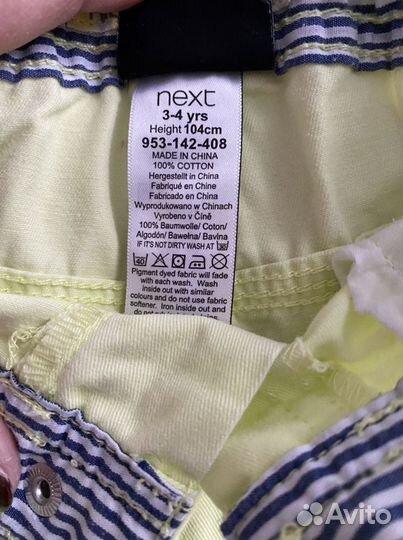 next
3-4 yrs
Height 104cm
953-142-408
MADE IN CHINA
100% COTTON
Hergestellt in China
Fabriqué en Chine
Fabricado en China
Wyprodukowano w Chinach
Vyrobeno v Číně
100% Baumwolle/ Coton/
Algodón/ Bawełna/ Bavlna
IF IT'S NOT DIRTY WASH AT 30
40
Pigment dyed fabric will fade
with each wash. Wash
inside out with similar
colours and do not use fabric
softener. Iron inside out and
Avito